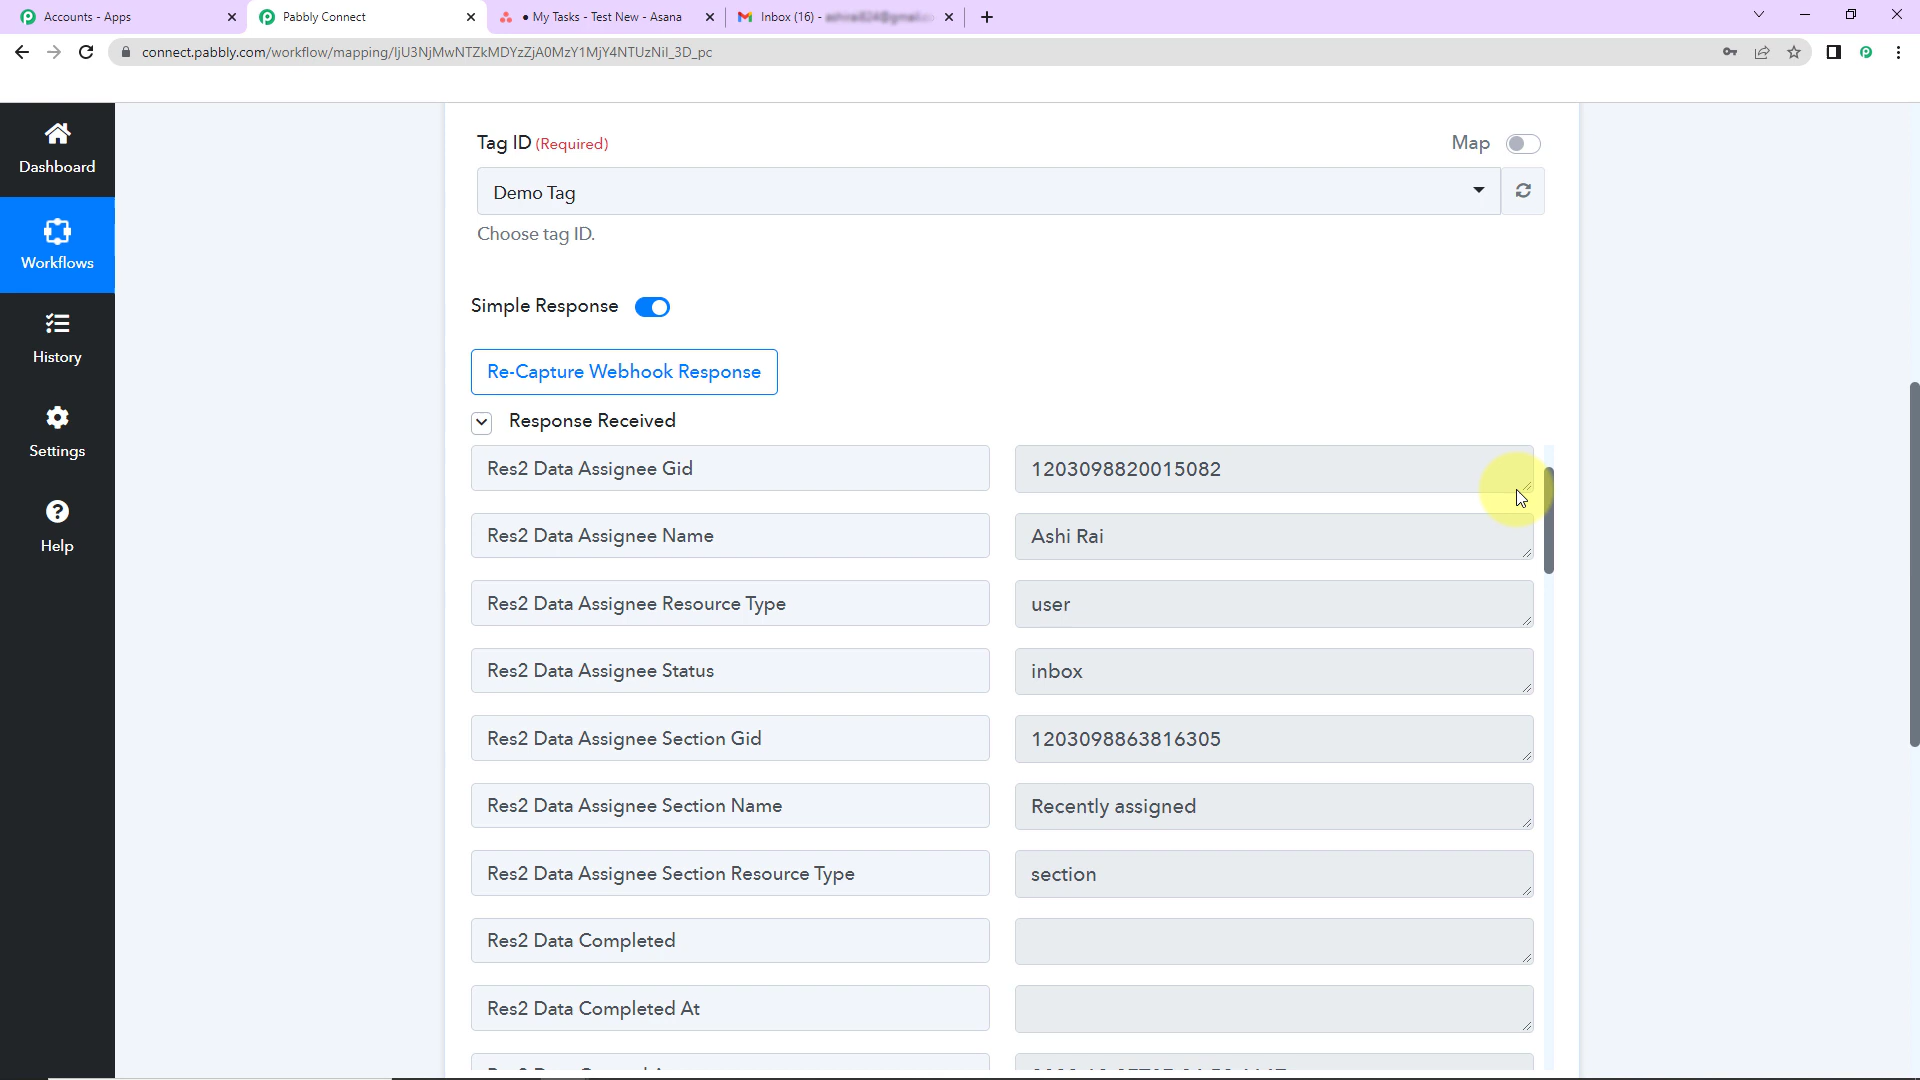 Accounts - Apps
Pabbly Connect
• My Tasks - Test New - Asana
Inbox (16) -
connect.pabbly.com/workflow/mapping/IjU3NjMwNTZkMDYzZjA0MzY1MjY4NTUzNiI_3D_pc
Dashboard
Workflows
History
Settings
Help
Tag ID (Required)
Map
Demo Tag
Choose tag ID.
Simple Response
Re-Capture Webhook Response
Response Received
Res2 Data Assignee Gid
1203098820015082
Res2 Data Assignee Name
Ashi Rai
Res2 Data Assignee Resource Type
user
Res2 Data Assignee Status
inbox
Res2 Data Assignee Section Gid
1203098863816305
Res2 Data Assignee Section Name
Recently assigned
Res2 Data Assignee Section Resource Type
section
Res2 Data Completed
Res2 Data Completed At